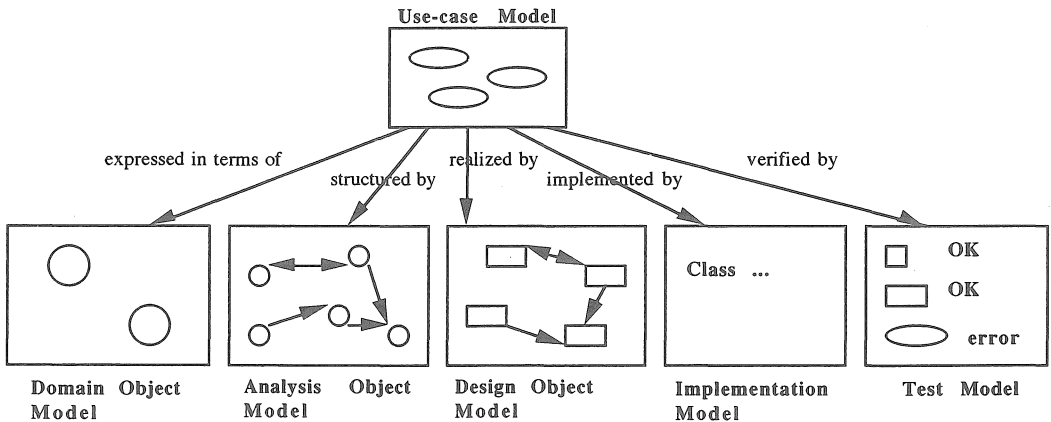 Use-case Model
expressed in terms of
realized by
verified by
structured by
implemented by
Class ...
OK
OK
error
Domain Object
Model
Analysis Object
Model
Design Object
Model
Implementation
Model
Test Model